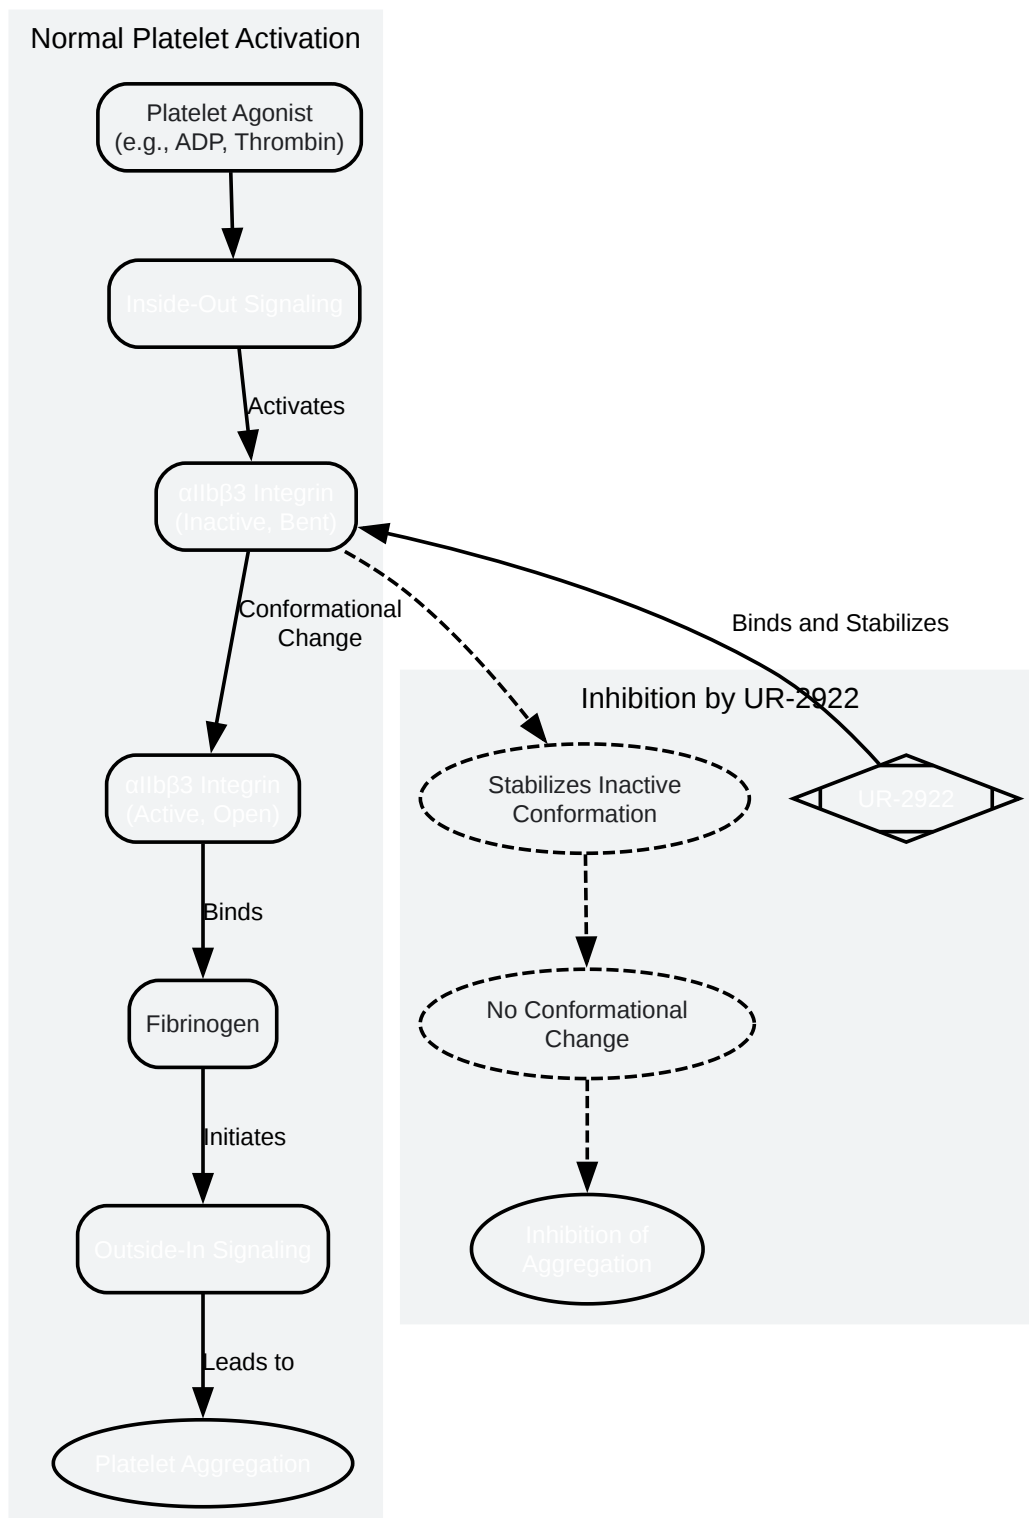 Normal Platelet Activation
Platelet Agonist
(e.g., ADP, Thrombin)
Inside-Out Signaling
Activates
αIIbβ3 Integrin
(Inactive, Bent)
Conformational
Change
Binds and Stabilizes
Inhibition by UR-2922
αIIbβ3 Integrin
(Active, Open)
Stabilizes Inactive
Conformation
UR-2922
Binds
Fibrinogen
No Conformational
Change
Initiates
Outside-In Signaling
Inhibition of
Aggregation
Leads to
Platelet Aggregation